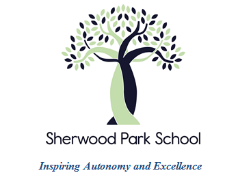 Sherwood Park School
Inspiring Autonomy and Excellence